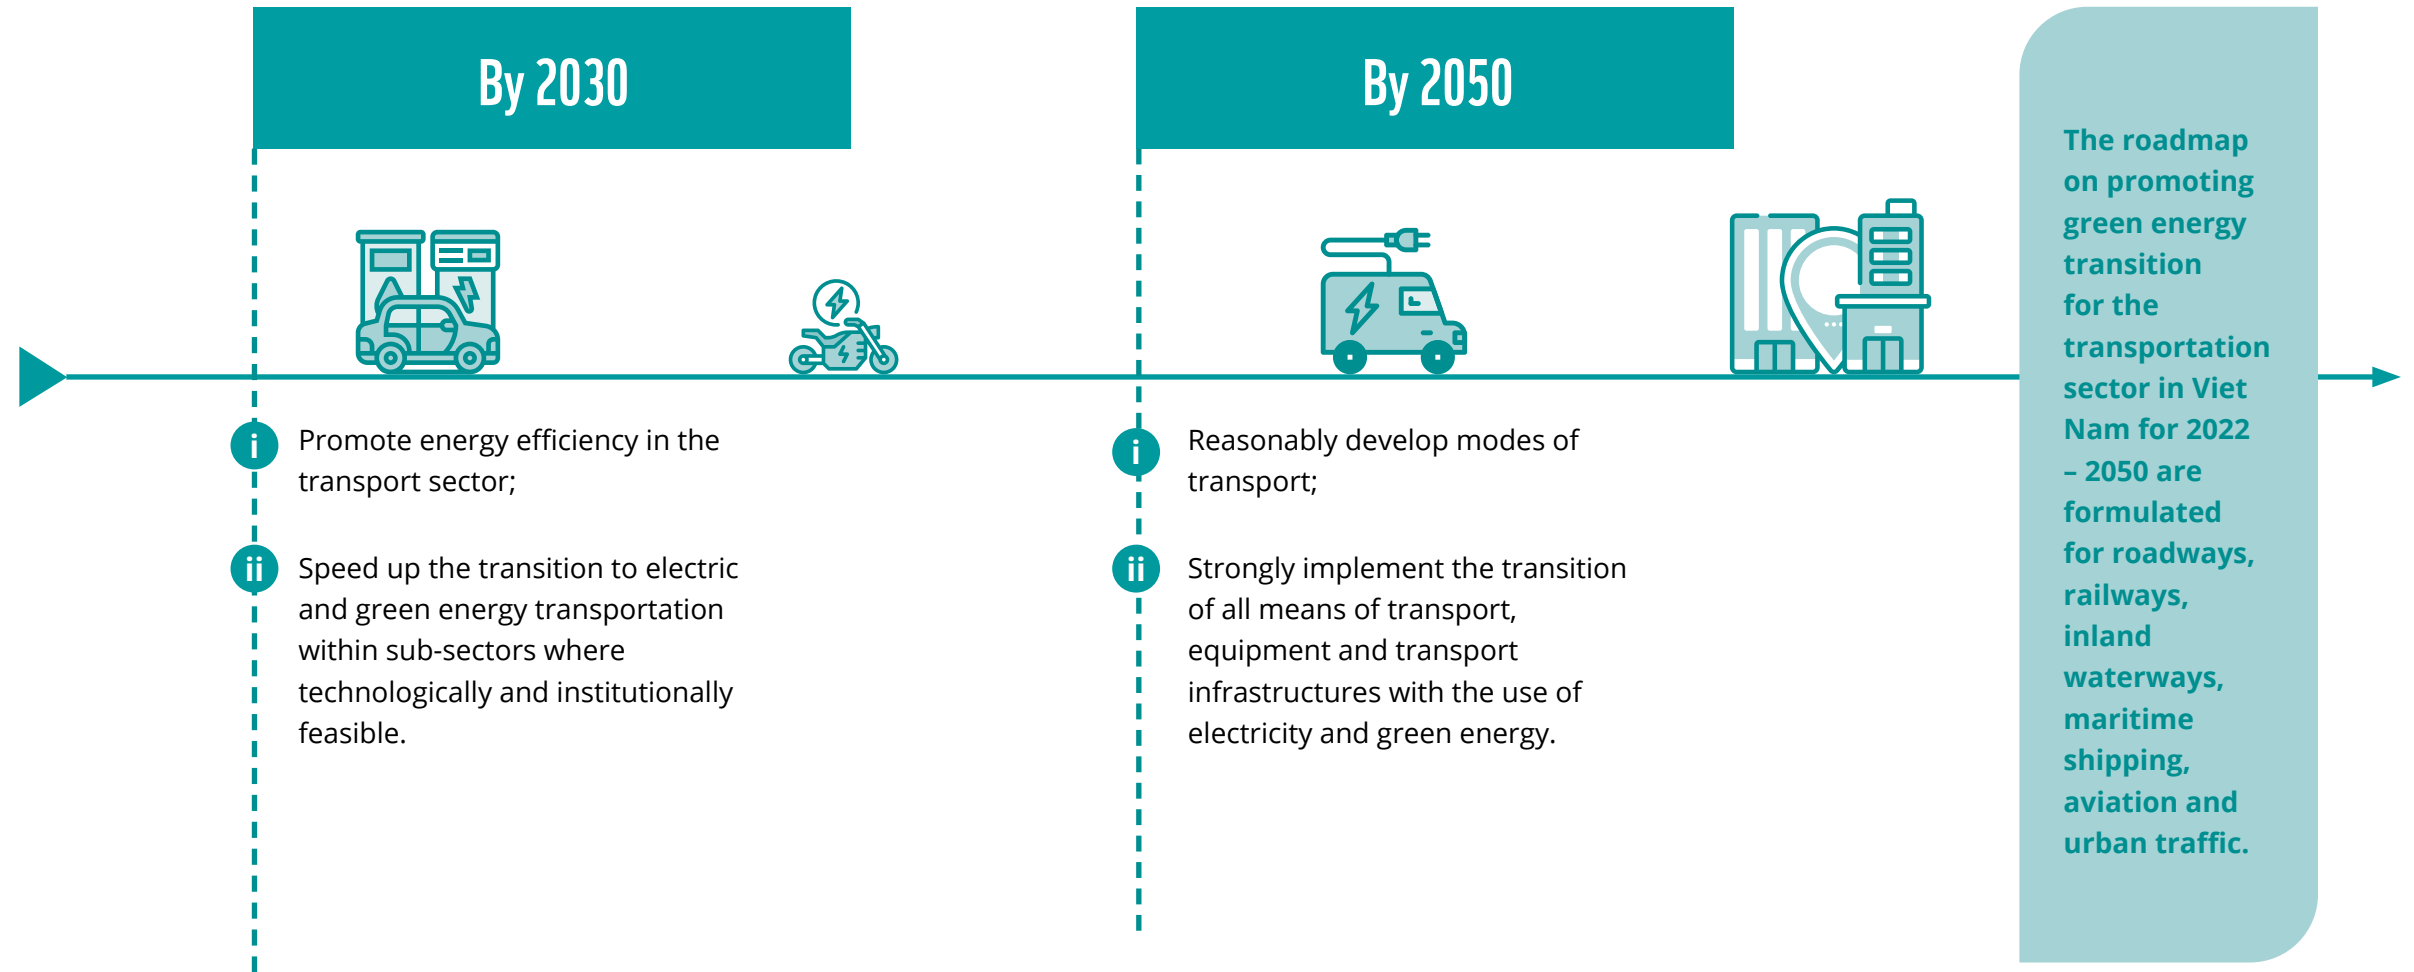 By 2030
i
Promote energy efficiency in the
transport sector;
ii
Speed up the transition to electric
and green energy transportation
within sub-sectors where
technologically and institutionally
feasible.
By 2050
i
Reasonably develop modes of
transport;
ii
Strongly implement the transition
of all means of transport,
equipment and transport
infrastructures with the use of
electricity and green energy.
The roadmap
on promoting
green energy
transition
for the
transportation
sector in Viet
Nam for 2022
– 2050 are
formulated
for roadways,
railways,
inland
waterways,
maritime
shipping,
aviation and
urban traffic.